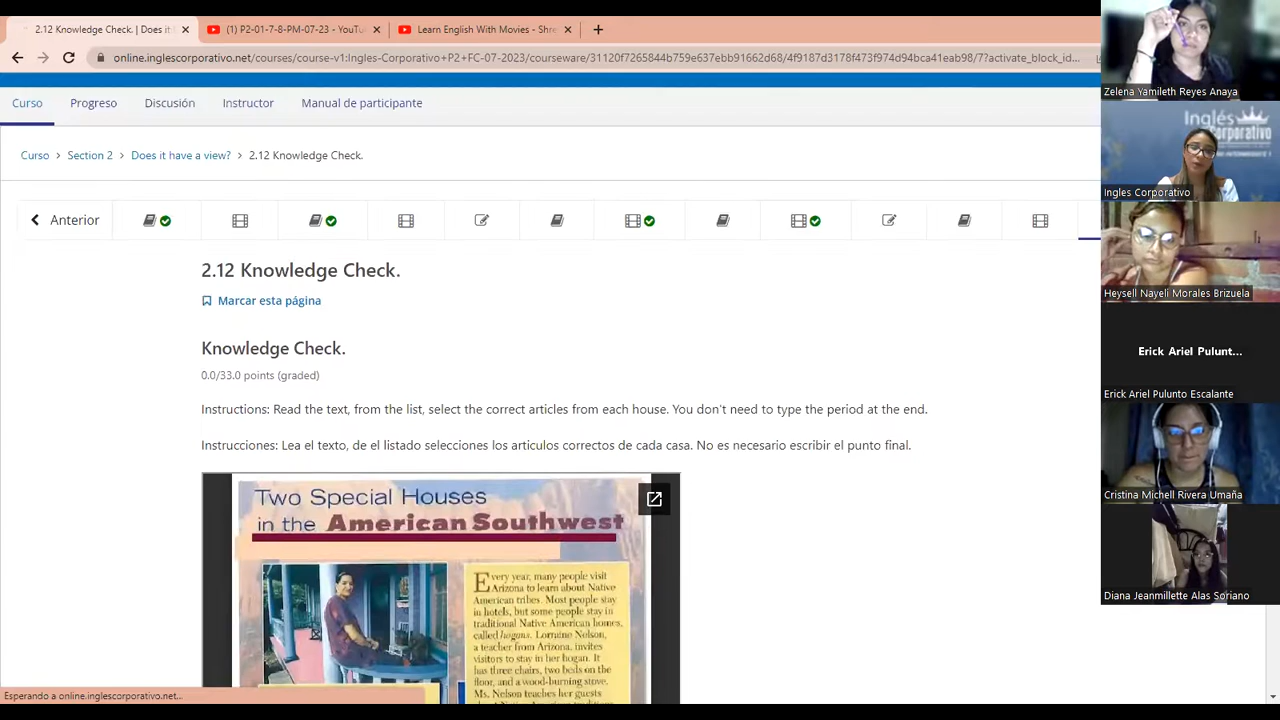 2.12 Knowledge Check. | Does it
(1) P2-01-7-8-PM-07-23 - YouTu
Learn English With Movies - Shre
online.inglescorporativo.net/courses/course-v1:Ingles-Corporativo+P2+FC-07-2023/courseware/31120f7265844b759e637ebb91662d68/4f9187d3178f473f974d94bca41eab98/7?activate_block_id...
Curso
Progreso
Discusión
Instructor
Manual de participante
Curso > Section 2 > Does it have a view? > 2.12 Knowledge Check.
Anterior
2.12 Knowledge Check.
Marcar esta página
Knowledge Check.
0.0/33.0 points (graded)
Instructions: Read the text, from the list, select the correct articles from each house. You don't need to type the period at the end.
Instrucciones: Lea el texto, de el listado selecciones los articulos correctos de cada casa. No es necesario escribir el punto final.
Two Special Houses
in the American Southwest
Every year, many people visit
Arizona to learn about Native
American tribes. Most people stay
in hotels, but some people stay in
traditional Native American homes,
called hogans. Lorraine Nelson,
a teacher from Arizona, invites
visitors to stay in her hogan. It
has three chairs, two beds on the
floor, and a wood-burning stove.
Ms. Nelson teaches her guests
Esperando a online.inglescorporativo.net...
Zelena Yamileth Reyes Anaya
Inglés
Corporativo
Ingles Corporativo
Heysell Nayeli Morales Brizuela
Erick Ariel Pulunt...
Erick Ariel Pulunto Escalante
Cristina Michell Rivera Umaña
Diana Jeanmillette Alas Soriano